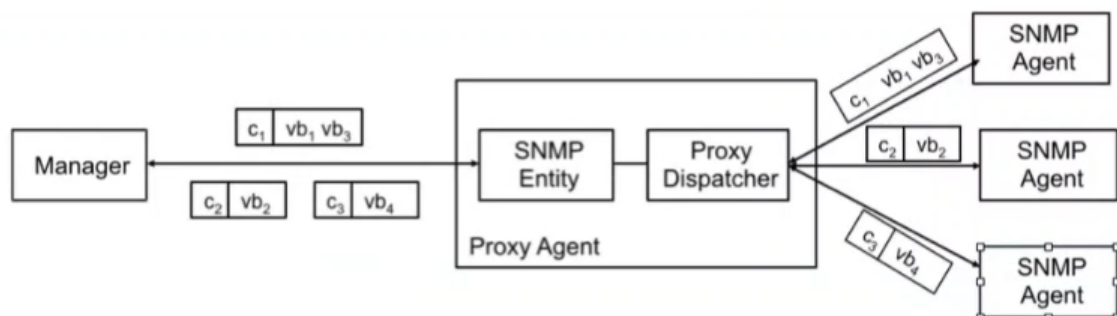 SNMP
Agent
c₁ vb₁ vb₃
c₁ vb₁ vb₃
Manager
SNMP
Entity
Proxy
Dispatcher
c₂ vb₂
SNMP
Agent
c₂ vb₂
c₃ vb₄
Proxy Agent
c₃ vb₄
SNMP
Agent